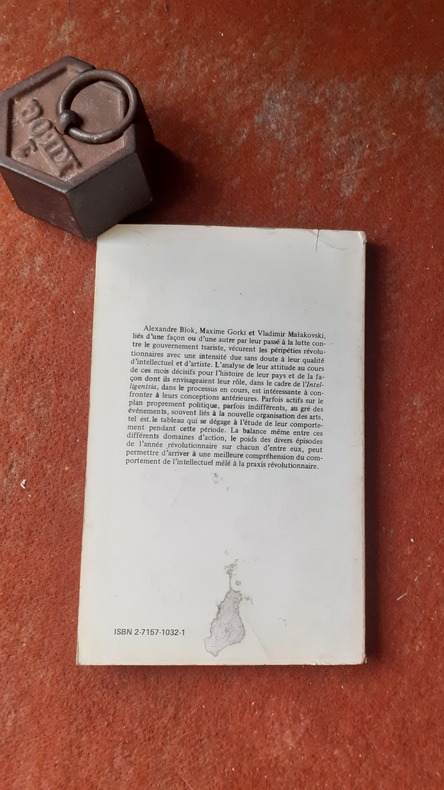 Alexandre Blok, Maxime Gorki et Vladimir Maïakovski,
liés d'une façon ou d'une autre par leur passé à la lutte con-
tre le gouvernement tsariste, vécurent les péripéties révolu-
tionnaires avec une intensité due sans doute à leur qualité
d'intellectuel et d'artiste. L'analyse de leur attitude au cours
de ces mois décisifs pour l'histoire de leur pays et de la fa-
çon dont ils envisageaient leur rôle, dans le cadre de l'Intel-
ligentsia, dans le processus en cours, est intéressante à con-
fronter à leurs conceptions antérieures. Parfois actifs sur le
plan proprement politique, parfois indifférents, au gré des
événements, souvent liés à la nouvelle organisation des arts,
tel est le tableau qui se dégage à l'étude de leur comporte-
ment pendant cette période. La balance même entre ces
différents domaines d'action, le poids des divers épisodes
de l'année révolutionnaire sur chacun d'entre eux, peut
permettre d'arriver à une meilleure compréhension du com-
portement de l'intellectuel mêlé à la praxis révolutionnaire.
ISBN 2-7157-1032-1